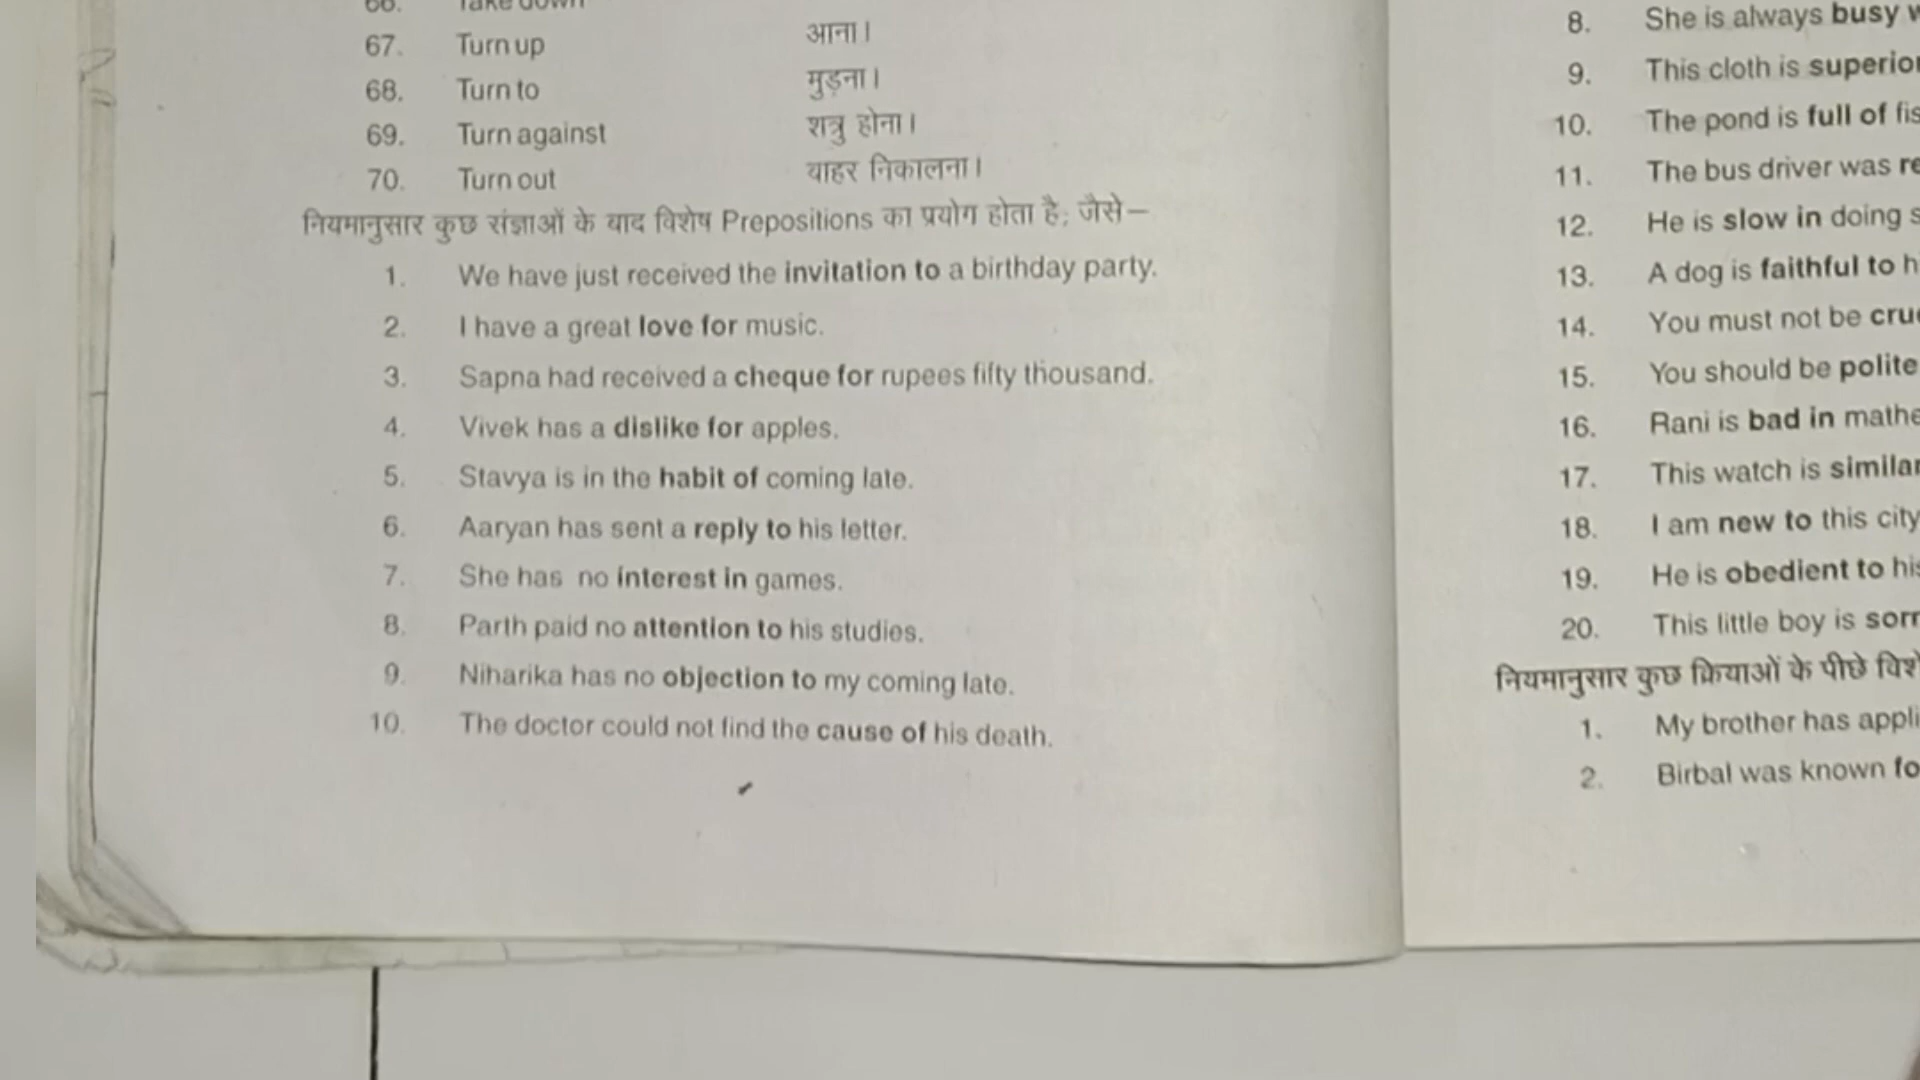 66. Take down
67. Turn up आना।
68. Turn to मुड़ना।
69. Turn against शत्रु होना।
70. Turn out बाहर निकालना।
नियमानुसार कुछ संज्ञाओं के बाद विशेष Prepositions का प्रयोग होता है; जैसे—
1. We have just received the invitation to a birthday party.
2. I have a great love for music.
3. Sapna had received a cheque for rupees fifty thousand.
4. Vivek has a dislike for apples.
5. Stavya is in the habit of coming late.
6. Aaryan has sent a reply to his letter.
7. She has no interest in games.
8. Parth paid no attention to his studies.
9. Niharika has no objection to my coming late.
10. The doctor could not find the cause of his death.
8. She is always busy
9. This cloth is superior
10. The pond is full of
11. The bus driver was
12. He is slow in doing
13. A dog is faithful to
14. You must not be
15. You should be polite
16. Rani is bad in
17. This watch is similar
18. I am new to this city
19. He is obedient to his
20. This little boy is
नियमानुसार कुछ क्रियाओं के पीछे
1. My brother has
2. Birbal was known